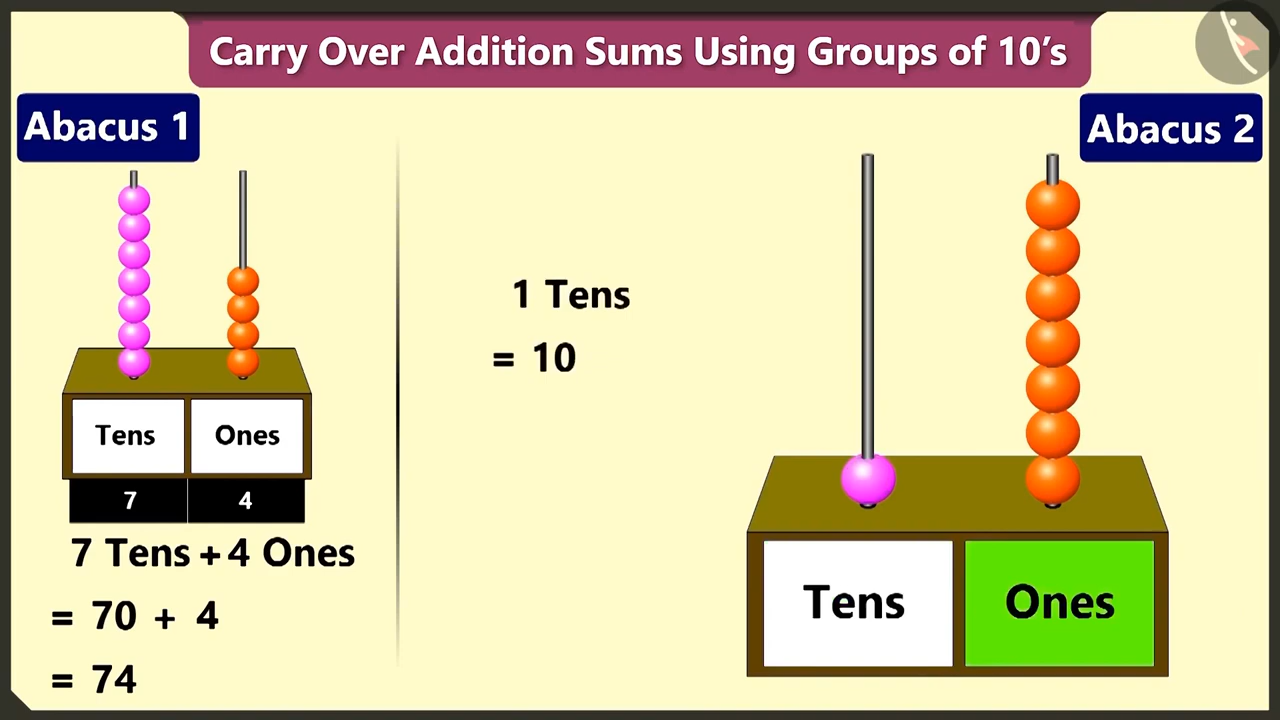 Carry Over Addition Sums Using Groups of 10's
Abacus 1
Tens Ones
7 4
7 Tens + 4 Ones
= 70 + 4
= 74
1 Tens
= 10
Abacus 2
Tens Ones